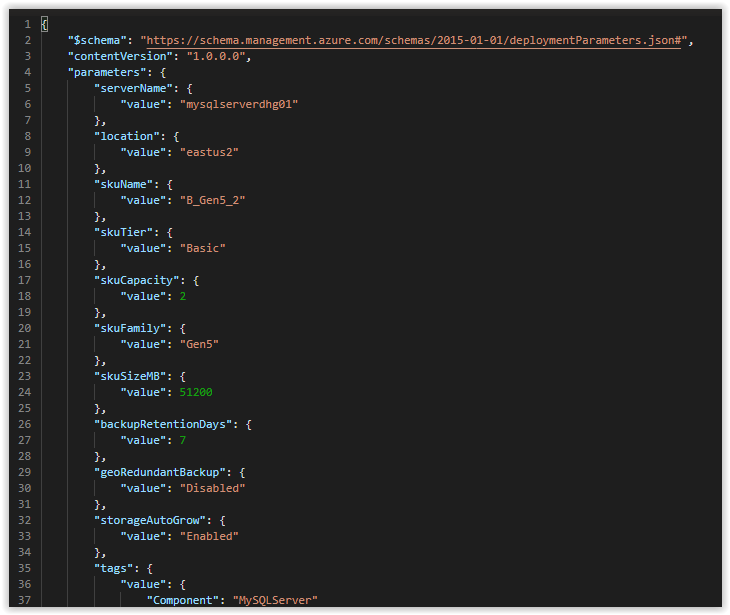 1 {
2     "$schema": "https://schema.management.azure.com/schemas/2015-01-01/deploymentParameters.json#",
3     "contentVersion": "1.0.0.0",
4     "parameters": {
5         "serverName": {
6             "value": "mysqlserverdhg01"
7         },
8         "location": {
9             "value": "eastus2"
10         },
11         "skuName": {
12             "value": "B_Gen5_2"
13         },
14         "skuTier": {
15             "value": "Basic"
16         },
17         "skuCapacity": {
18             "value": 2
19         },
20         "skuFamily": {
21             "value": "Gen5"
22         },
23         "skuSizeMB": {
24             "value": 51200
25         },
26         "backupRetentionDays": {
27             "value": 7
28         },
29         "geoRedundantBackup": {
30             "value": "Disabled"
31         },
32         "storageAutoGrow": {
33             "value": "Enabled"
34         },
35         "tags": {
36             "value": {
37                 "Component": "MySQLServer"